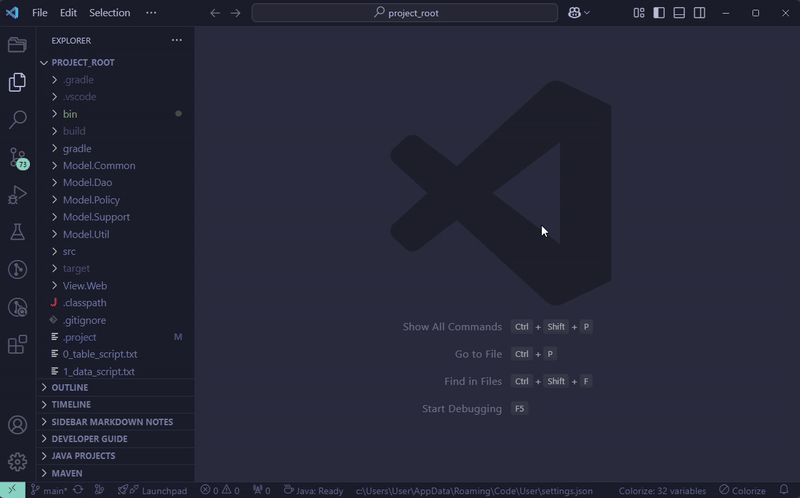 File Edit Selection ··· project_root
EXPLORER ···
PROJECT_ROOT
.gradle
.vscode
bin
build
gradle
Model.Common
Model.Dao
Model.Policy
Model.Support
Model.Util
src
target
View.Web
J .classpath
.gitignore
.project M
0_table_script.txt
1_data_script.txt
OUTLINE
TIMELINE
SIDEBAR MARKDOWN NOTES
DEVELOPER GUIDE
JAVA PROJECTS
MAVEN
73
Show All Commands Ctrl + Shift + P
Go to File Ctrl + P
Find in Files Ctrl + Shift + F
Start Debugging F5
main* Launchpad 0 0 0 Java: Ready c:\Users\User\AppData\Roaming\Code\User\settings.json Colorize: 32 variables Colorize